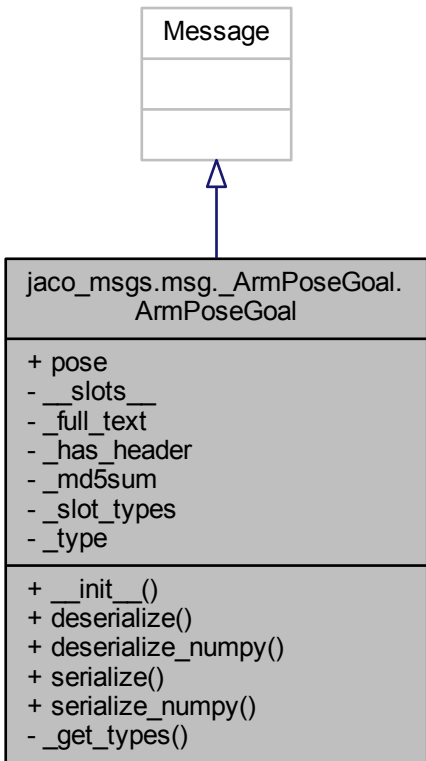 Message
jaco_msgs.msg._ArmPoseGoal.
ArmPoseGoal
+ pose
- __slots__
- _full_text
- _has_header
- _md5sum
- _slot_types
- _type
+ __init__()
+ deserialize()
+ deserialize_numpy()
+ serialize()
+ serialize_numpy()
- _get_types()